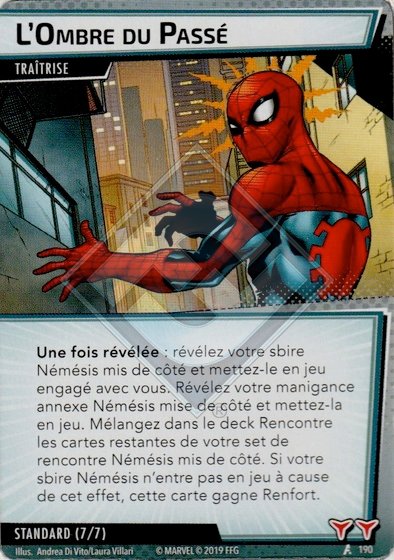 L'Ombre du Passé
TRAÎTRISE
Une fois révélée : révélez votre sbire
Némésis mis de côté et mettez-le en jeu
engagé avec vous. Révélez votre manigance
annexe Némésis mise de côté et mettez-la
en jeu. Mélangez dans le deck Rencontre
les cartes restantes de votre set de
rencontre Némésis mis de côté. Si votre
sbire Némésis n'entre pas en jeu à
cause de cet effet, cette carte gagne Renfort.
STANDARD (7/7)
Illus. Andrea Di Vito/Laura Villari
© MARVEL © 2019 FFG
190